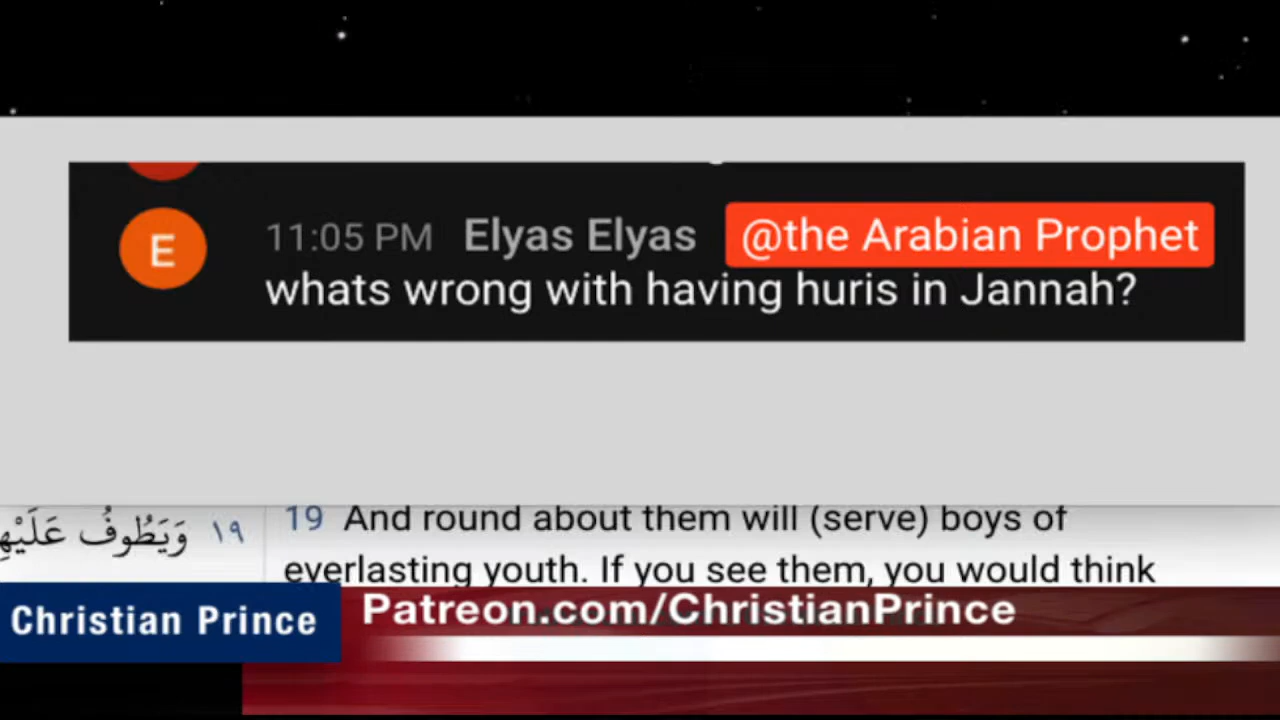 E
11:05 PM Elyas Elyas @the Arabian Prophet
whats wrong with having huris in Jannah?
19 And round about them will (serve) boys of
everlasting youth. If you see them, you would think
١٩ وَيَطُوفُ
Christian Prince
Patreon.com/ChristianPrince